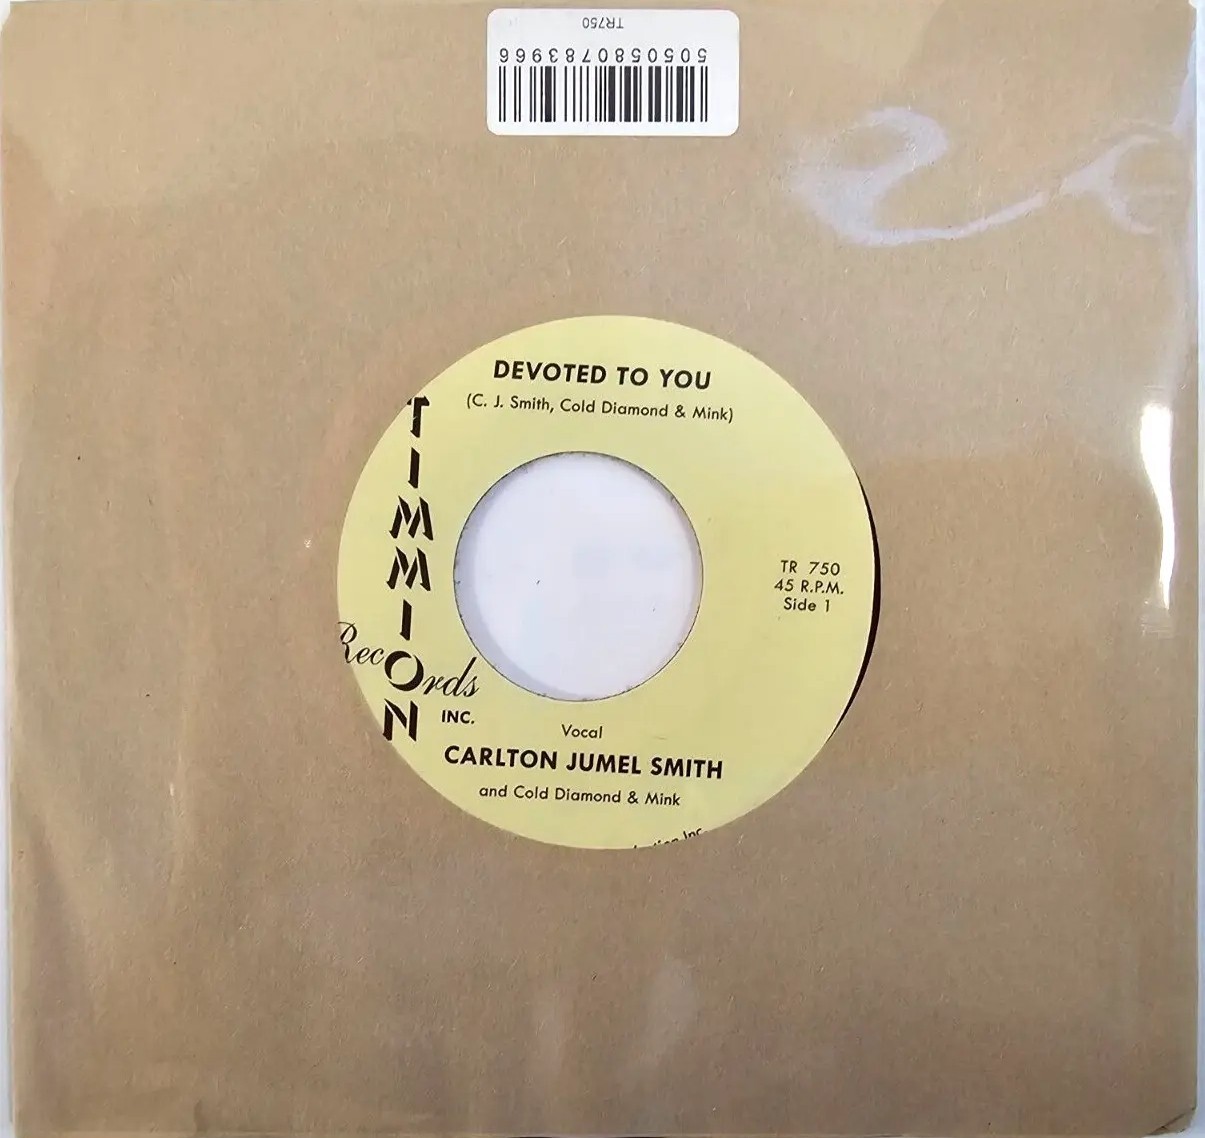 TR750
5050580783966
DEVOTED TO YOU
(C. J. Smith, Cold Diamond & Mink)
TIMMION
Records
INC.
TR 750
45 R.P.M.
Side 1
Vocal
CARLTON JUMEL SMITH
and Cold Diamond & Mink
Inc.